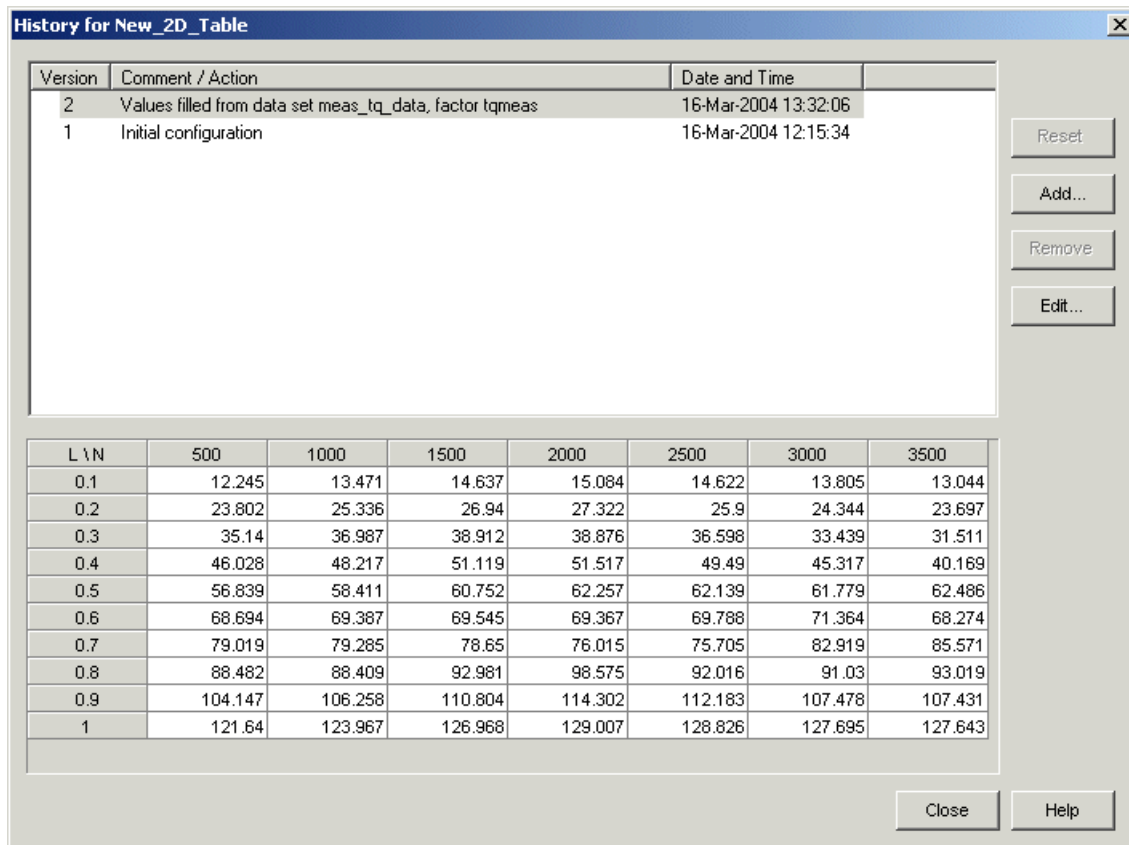 History for New_2D_Table
Version Comment / Action Date and Time
2 Values filled from data set meas_tq_data, factor tqmeas 16-Mar-2004 13:32:06
1 Initial configuration 16-Mar-2004 12:15:34
Reset
Add...
Remove
Edit...
L \ N 500 1000 1500 2000 2500 3000 3500
0.1 12.245 13.471 14.637 15.084 14.622 13.805 13.044
0.2 23.802 25.336 26.94 27.322 25.9 24.344 23.697
0.3 35.14 36.987 38.912 38.876 36.598 33.439 31.511
0.4 46.028 48.217 51.119 51.517 49.49 45.317 40.169
0.5 56.839 58.411 60.752 62.257 62.139 61.779 62.486
0.6 68.694 69.387 69.545 69.367 69.788 71.364 68.274
0.7 79.019 79.285 78.65 76.015 75.705 82.919 85.571
0.8 88.482 88.409 92.981 98.575 92.016 91.03 93.019
0.9 104.147 106.258 110.804 114.302 112.183 107.478 107.431
1 121.64 123.967 126.968 129.007 128.826 127.695 127.643
Close Help